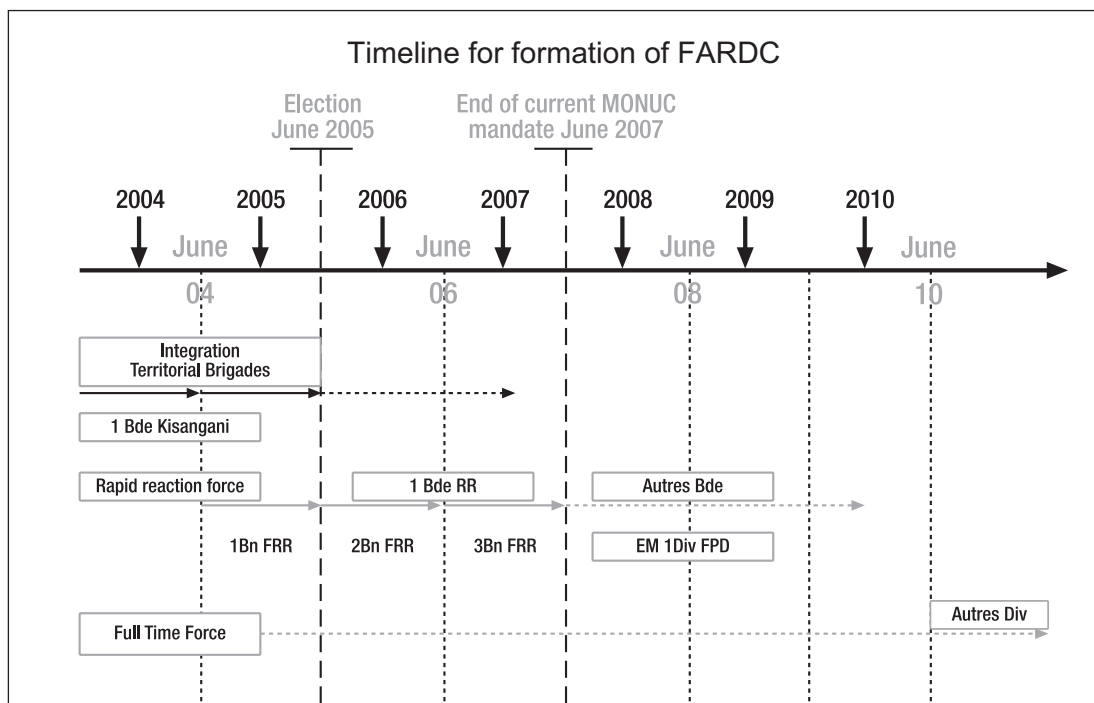 Timeline for formation of FARDC
Election
June 2005
End of current MONUC
mandate June 2007
2004
2005
2006
2007
2008
2009
2010
June
June
June
June
04
06
08
10
Integration
Territorial Brigades
1 Bde Kisangani
Rapid reaction force
1 Bde RR
Autres Bde
1Bn FRR
2Bn FRR
3Bn FRR
EM 1Div FPD
Autres Div
Full Time Force